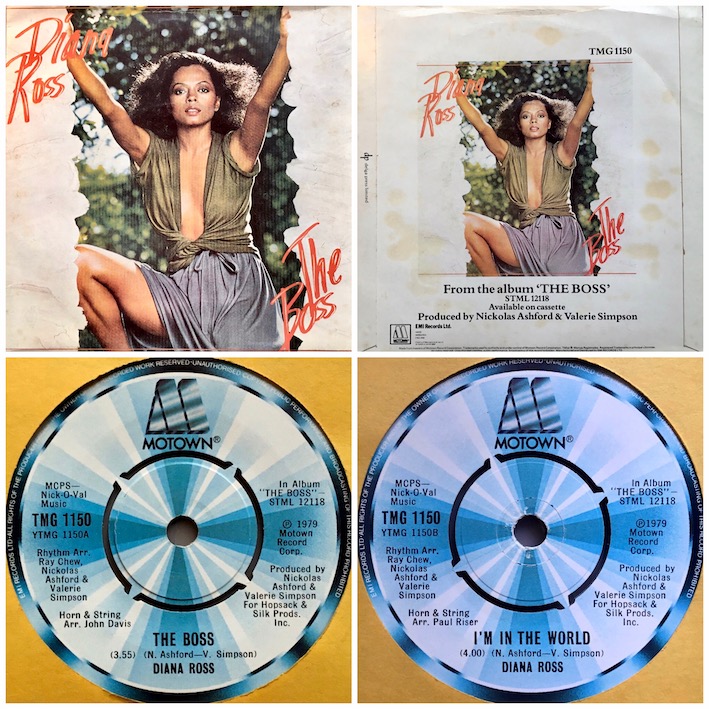 Diana
Ross
The
Boss
TMG 1150
Diana
Ross
The
Boss
From the album 'THE BOSS'
STML 12118
Available on cassette
Produced by Nickolas Ashford & Valerie Simpson
EMI Records Ltd.
MOTOWN®
MCPS—
Nick-O-Val
Music
TMG 1150
YTMG 1150A
Rhythm Arr.
Ray Chew,
Nickolas
Ashford &
Valerie
Simpson
Horn & String
Arr. John Davis
In Album
"THE BOSS"—
STML 12118
℗ 1979
Motown
Record
Corp.
Produced by
Nickolas
Ashford &
Valerie Simpson
For Hopsack &
Silk Prods.
Inc.
THE BOSS
(3.55) (N. Ashford—V. Simpson)
DIANA ROSS
MOTOWN®
MCPS—
Nick-O-Val
Music
TMG 1150
YTMG 1150B
Rhythm Arr.
Ray Chew,
Nickolas
Ashford &
Valerie
Simpson
Horn & String
Arr. Paul Riser
In Album
"THE BOSS"—
STML 12118
℗ 1979
Motown
Record
Corp.
Produced by
Nickolas
Ashford &
Valerie Simpson
For Hopsack &
Silk Prods.
Inc.
I'M IN THE WORLD
(4.00) (N. Ashford—V. Simpson)
DIANA ROSS